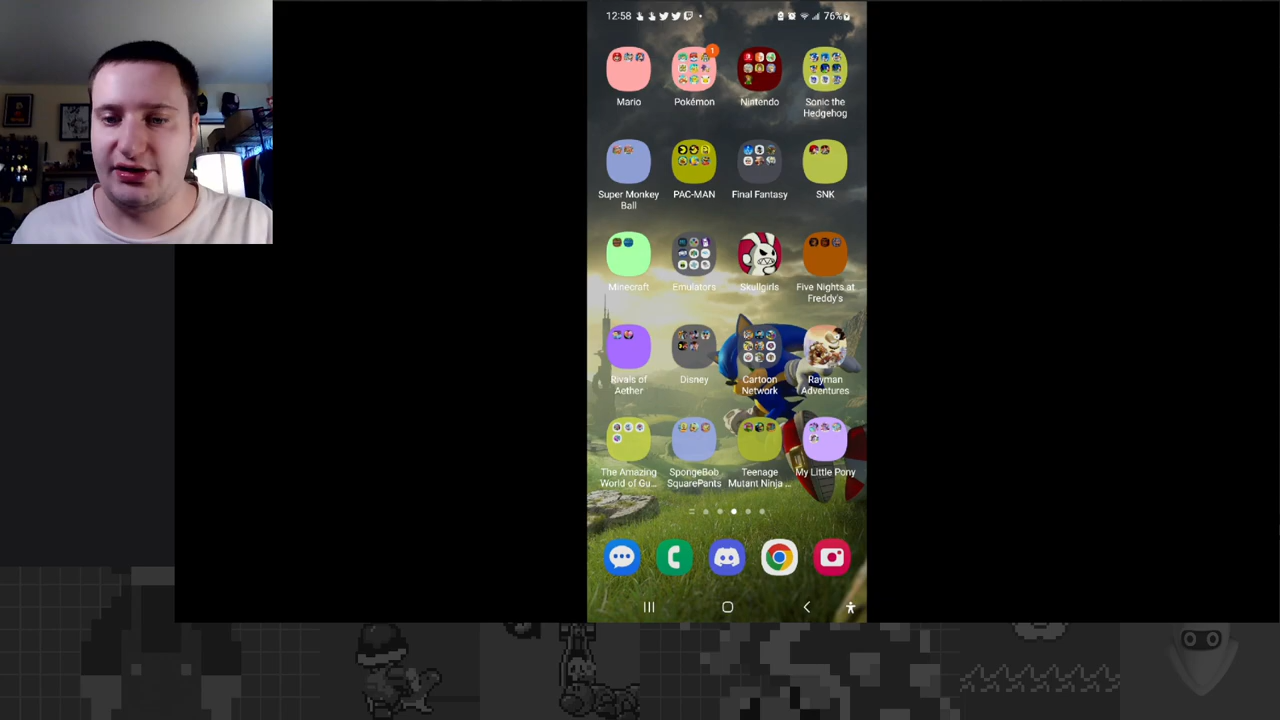 12:58
76%
Mario
Pokémon
Nintendo
Sonic the
Hedgehog
1
Super Monkey
Ball
PAC-MAN
Final Fantasy
SNK
Minecraft
Emulators
Skullgirls
Five Nights at
Freddy's
Rivals of
Aether
Disney
Cartoon
Network
Rayman
Adventures
The Amazing
World of Gu...
SpongeBob
SquarePants
Teenage
Mutant Ninja ...
My Little Pony